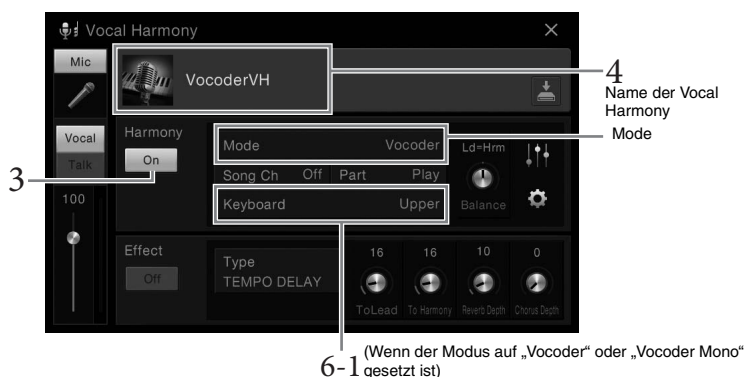 Vocal Harmony
Mic
VocoderVH
4
Name der Vocal
Harmony
Vocal
Talk
Harmony
On
Mode Vocoder
Ld=Hrm
Mode
3
Song Ch Off Part Play
100
Keyboard Upper
Balance
Effect
Off
Type
TEMPO DELAY
16 16 10 0
ToLead To Harmony Reverb Depth Chorus Depth
6-1 (Wenn der Modus auf „Vocoder“ oder „Vocoder Mono“
gesetzt ist)